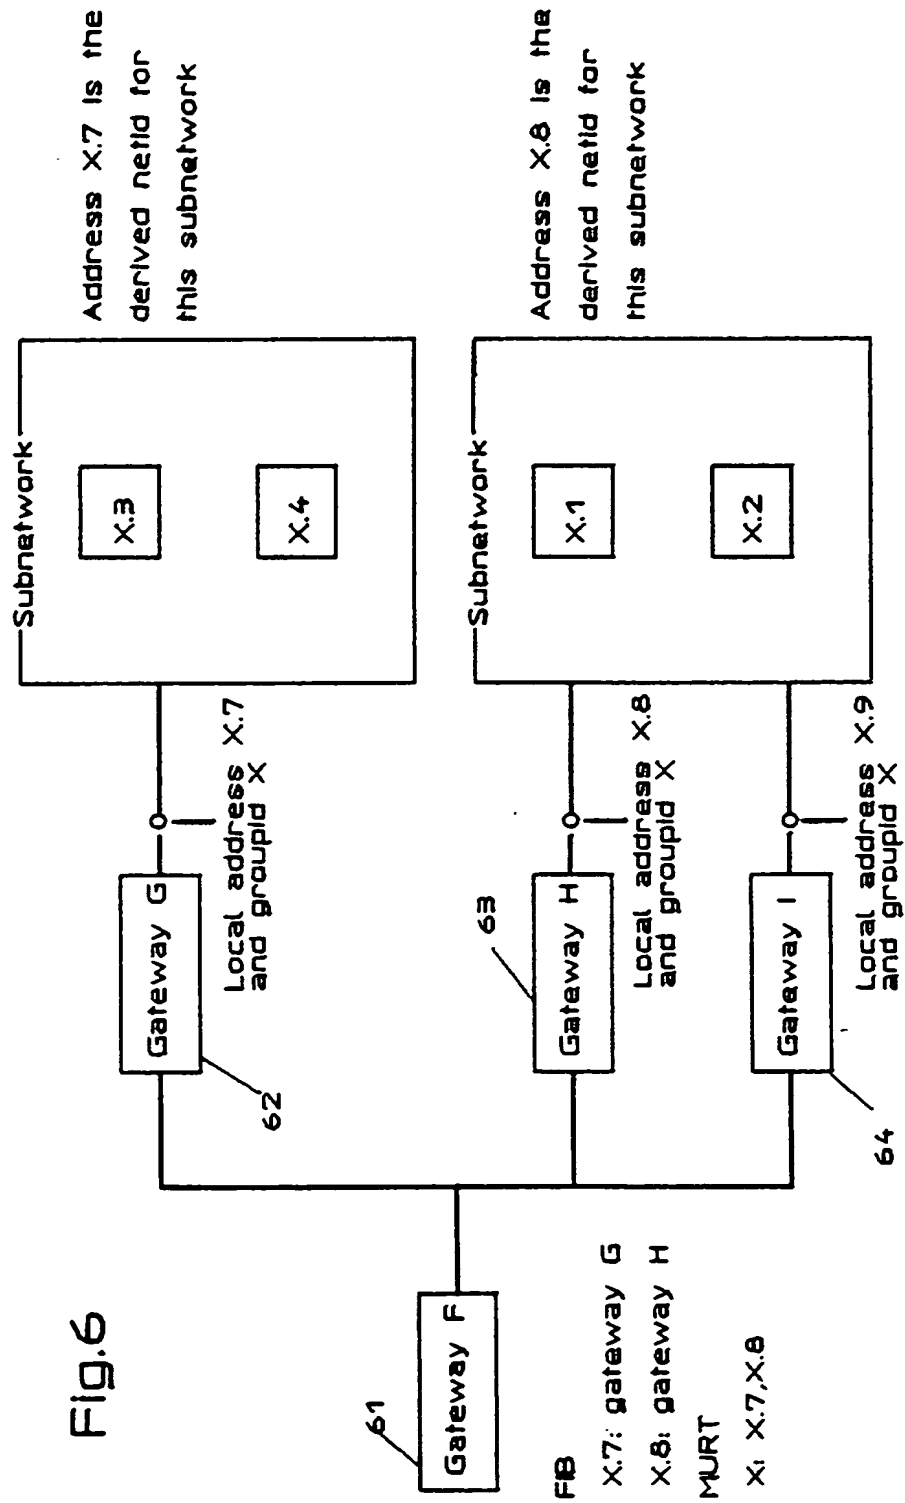 Fig.6
61
Gateway F
FIB
X.7: gateway G
X.8: gateway H
MURT
X: X.7,X.8
62
Gateway G
Local address X.7
and groupid X
63
Gateway H
Local address X.8
and groupid X
64
Gateway I
Local address X.9
and groupid X
Subnetwork
X.3
X.4
Address X.7 is the
derived netid for
this subnetwork
Subnetwork
X.1
X.2
Address X.8 is the
derived netid for
this subnetwork